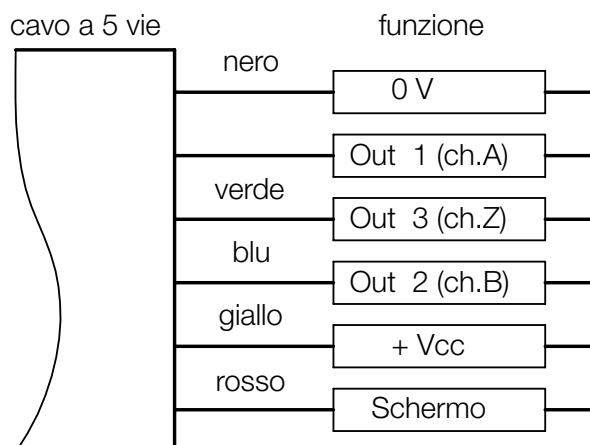 cavo a 5 vie
funzione
nero
0 V
Out 1 (ch.A)
verde
Out 3 (ch.Z)
blu
Out 2 (ch.B)
giallo
+ Vcc
rosso
Schermo